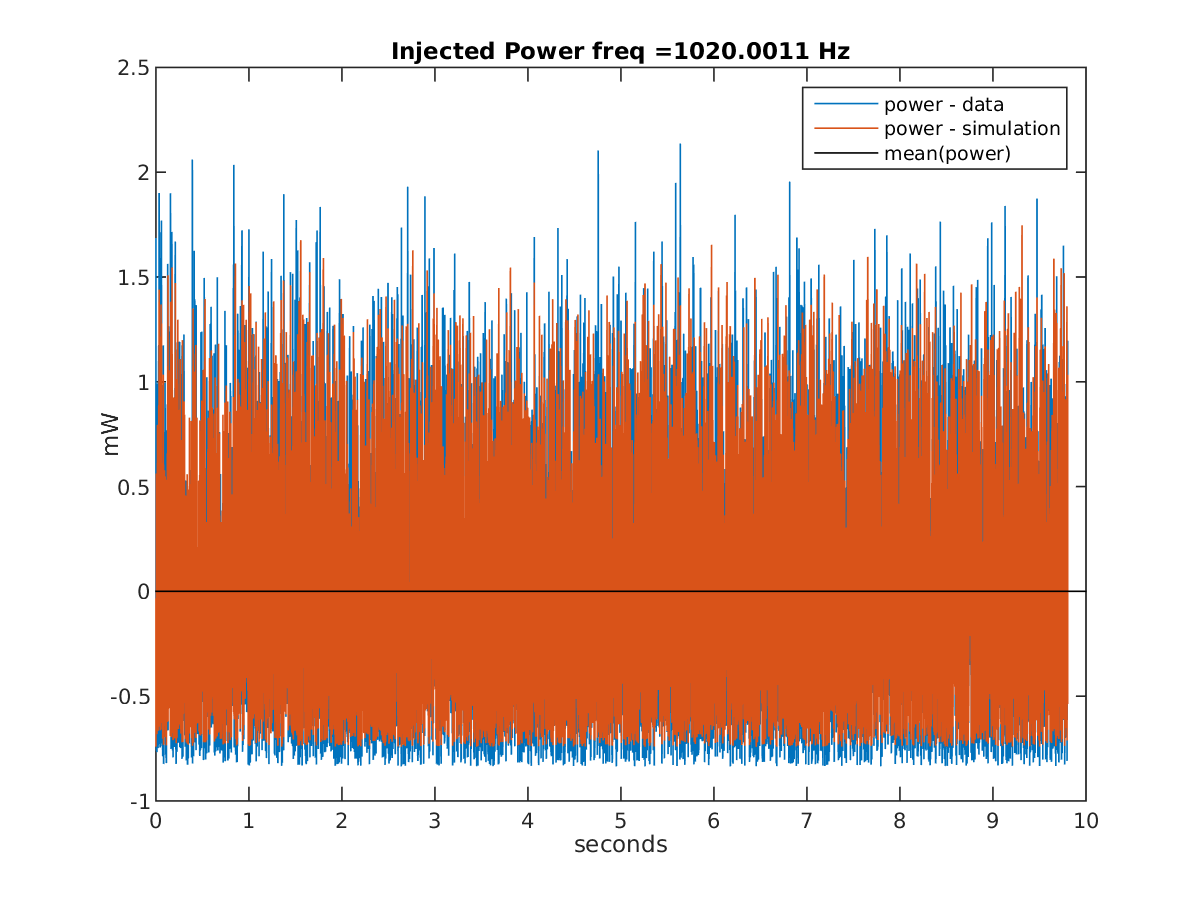 Injected Power freq =1020.0011 Hz
2.5
2
1.5
1
0.5
0
-0.5
-1
mW
power - data
power - simulation
mean(power)
0 1 2 3 4 5 6 7 8 9 10
seconds